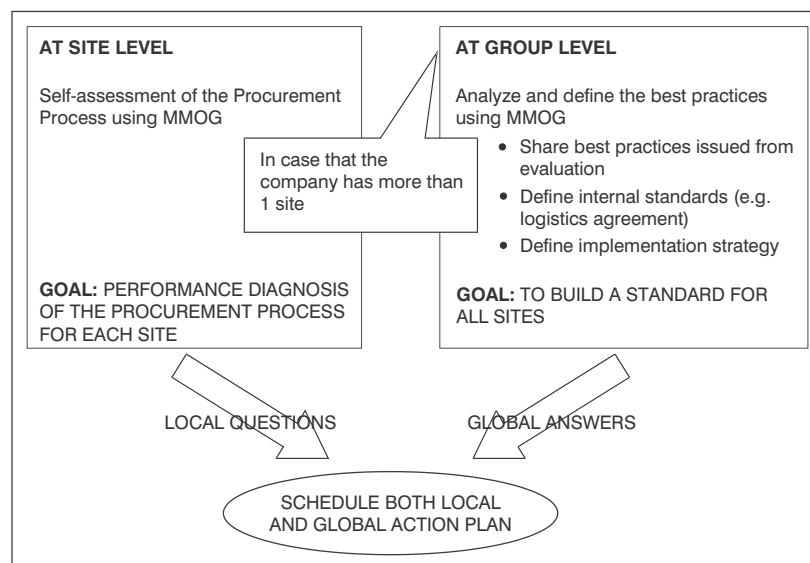 AT SITE LEVEL
Self-assessment of the Procurement
Process using MMOG
GOAL: PERFORMANCE DIAGNOSIS
OF THE PROCUREMENT PROCESS
FOR EACH SITE
In case that the
company has more than
1 site
AT GROUP LEVEL
Analyze and define the best practices
using MMOG
• Share best practices issued from
evaluation
• Define internal standards (e.g.
logistics agreement)
• Define implementation strategy
GOAL: TO BUILD A STANDARD FOR
ALL SITES
LOCAL QUESTIONS
GLOBAL ANSWERS
SCHEDULE BOTH LOCAL
AND GLOBAL ACTION PLAN